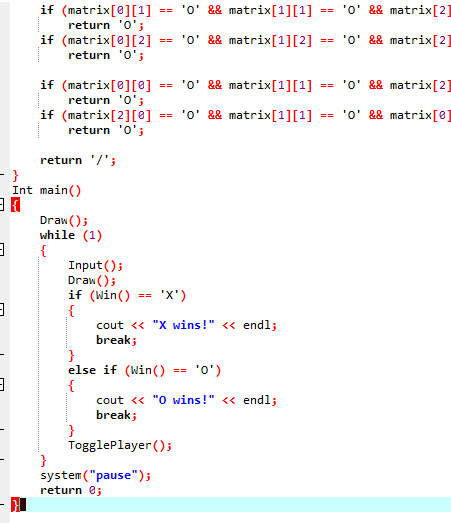 if (matrix[0][1] == 'O' && matrix[1][1] == 'O' && matrix[2]
return 'O';
if (matrix[0][2] == 'O' && matrix[1][2] == 'O' && matrix[2]
return 'O';
if (matrix[0][0] == 'O' && matrix[1][1] == 'O' && matrix[2]
return 'O';
if (matrix[2][0] == 'O' && matrix[1][1] == 'O' && matrix[0]
return 'O';
return '/';
}
Int main()
{
Draw();
while (1)
{
Input();
Draw();
if (Win() == 'X')
{
cout << "X wins!" << endl;
break;
}
else if (Win() == 'O')
{
cout << "O wins!" << endl;
break;
}
TogglePlayer();
}
system("pause");
return 0;
}